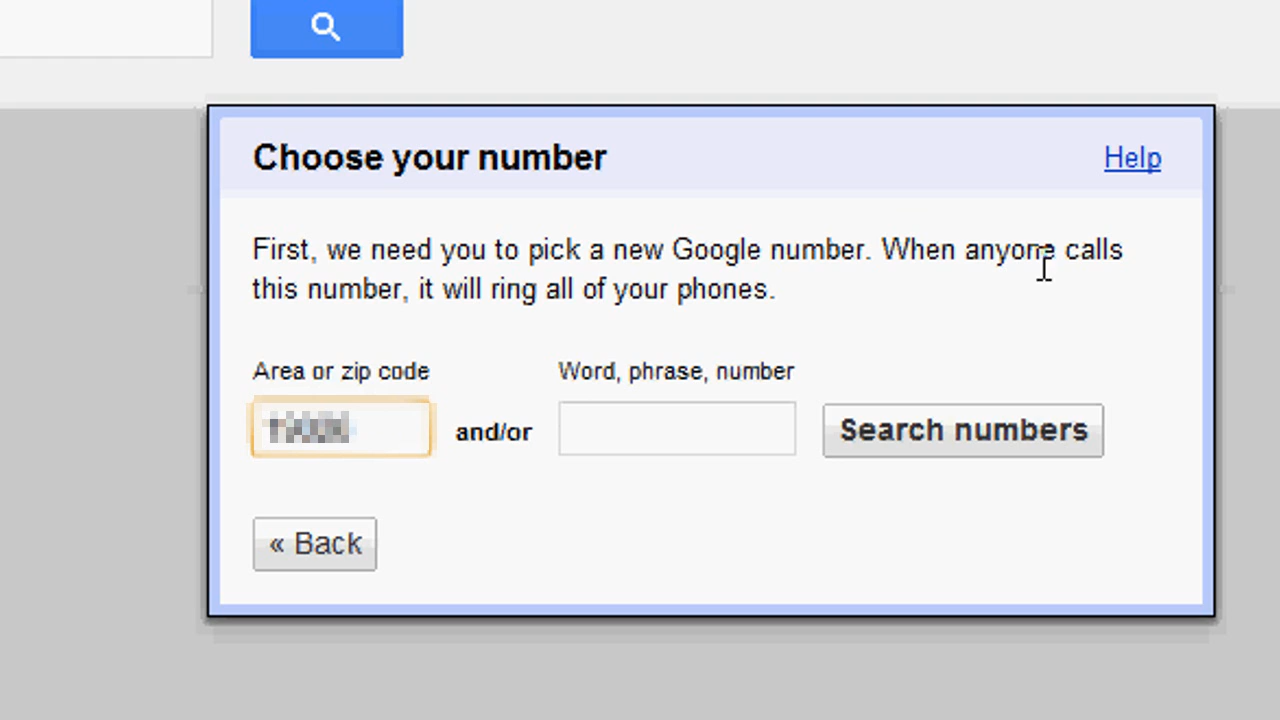 Choose your number
Help
First, we need you to pick a new Google number. When anyone calls
this number, it will ring all of your phones.
Area or zip code
Word, phrase, number
and/or
Search numbers
« Back